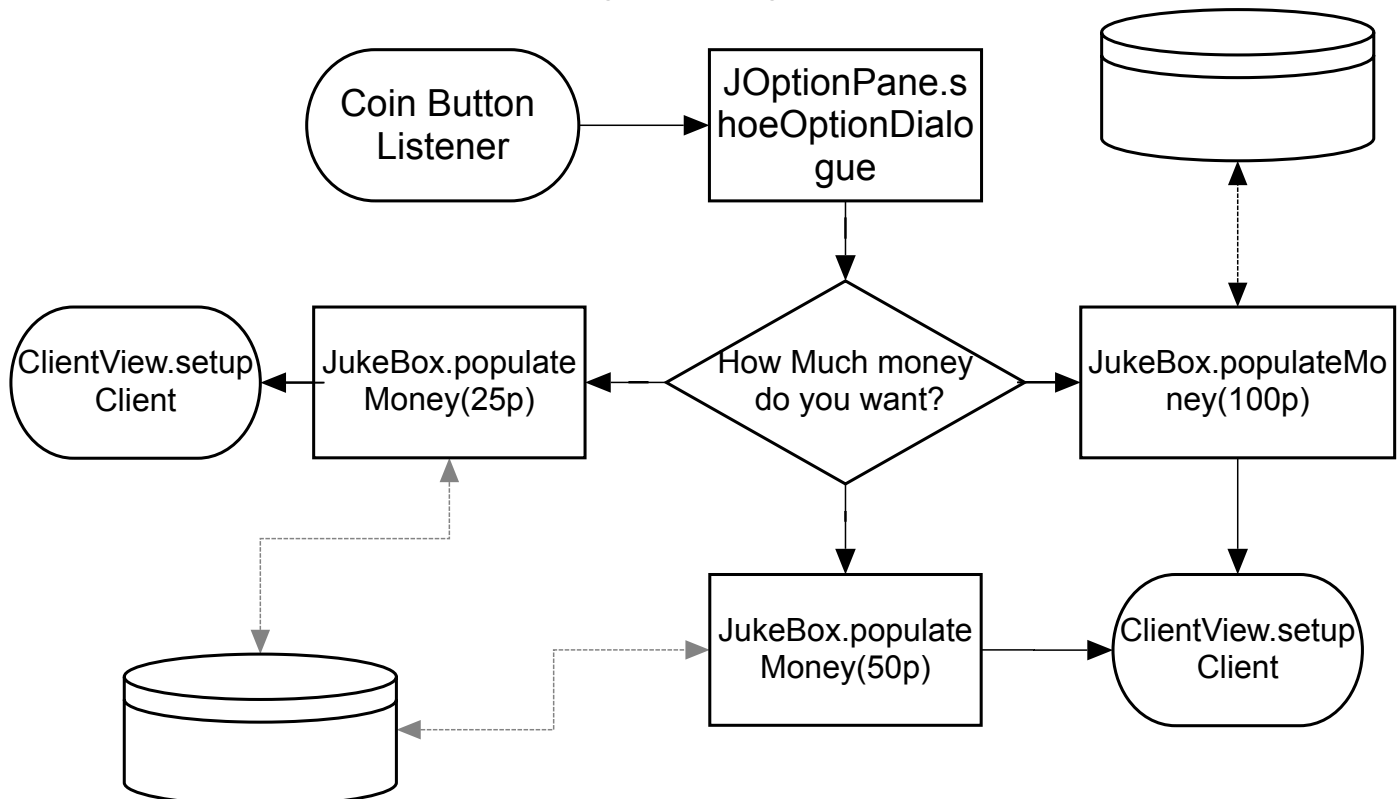 Coin Button
Listener
JOptionPane.s
hoeOptionDialo
gue
ClientView.setup
Client
JukeBox.populate
Money(25p)
How Much money
do you want?
JukeBox.populateMo
ney(100p)
JukeBox.populate
Money(50p)
ClientView.setup
Client